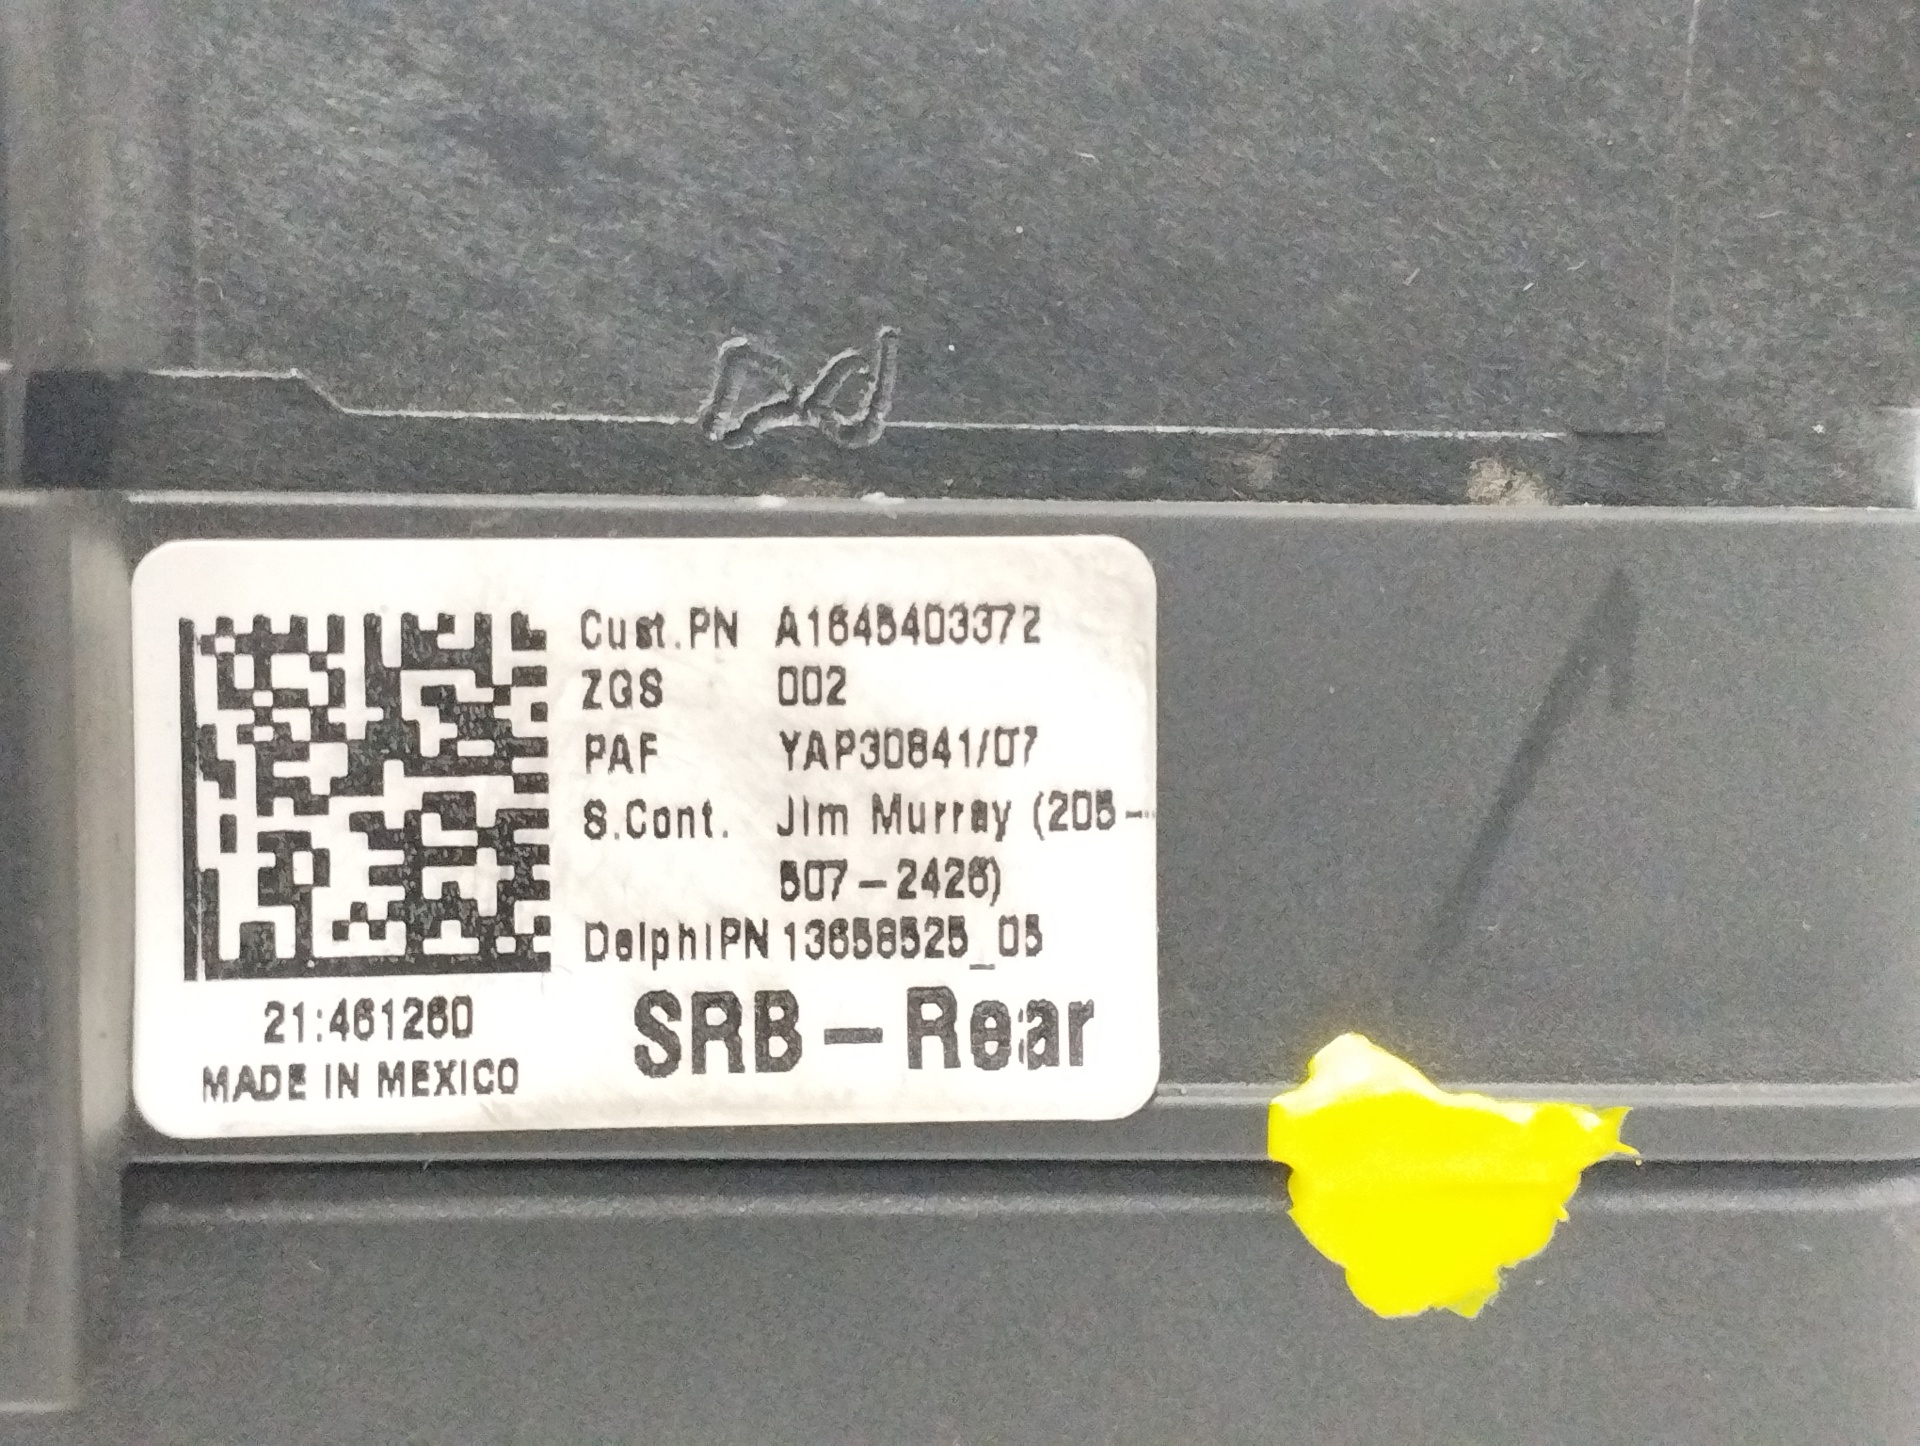 Cust.PN A1645403372
ZGS 002
PAF YAP30841/07
S.Cont. Jim Murray (205-
507-2426)
DelphiPN 13658525_05
21:461260
MADE IN MEXICO
SRB-Rear